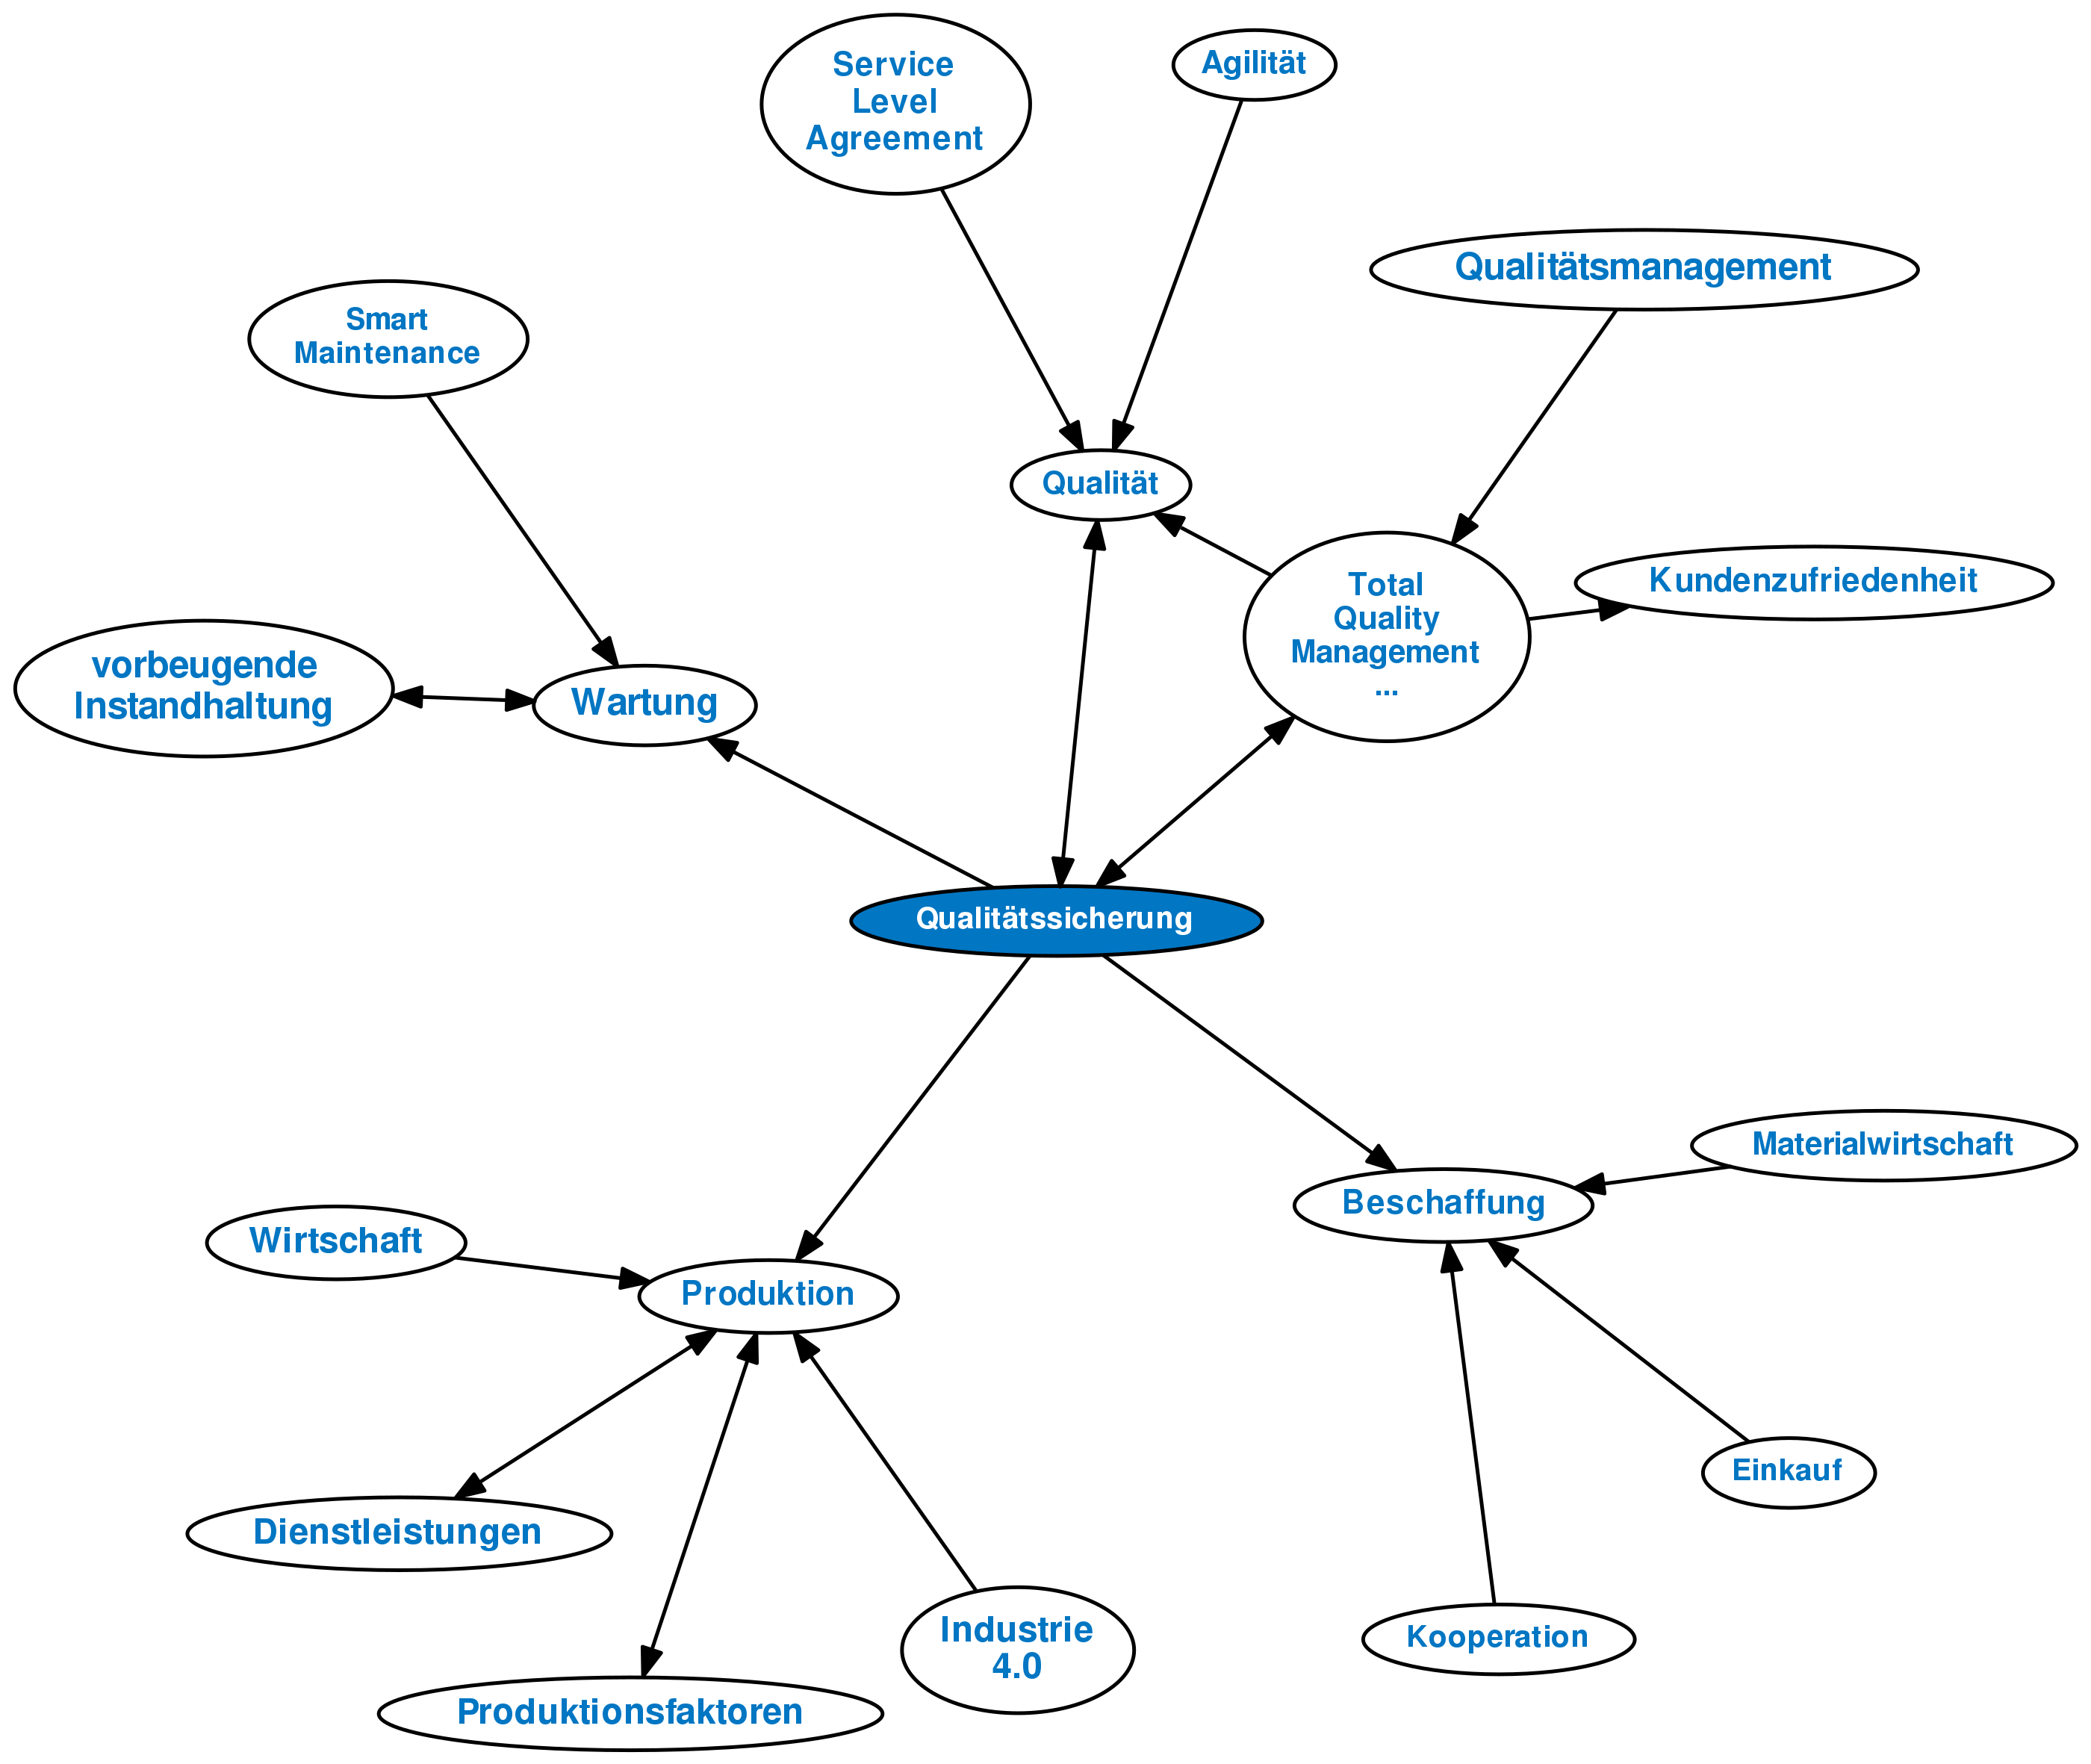 Service
Level
Agreement
Agilität
Qualitätsmanagement
Smart
Maintenance
Qualität
Total
Quality
Management
...
Kundenzufriedenheit
vorbeugende
Instandhaltung
Wartung
Qualitätssicherung
Materialwirtschaft
Beschaffung
Wirtschaft
Produktion
Einkauf
Dienstleistungen
Industrie
4.0
Kooperation
Produktionsfaktoren